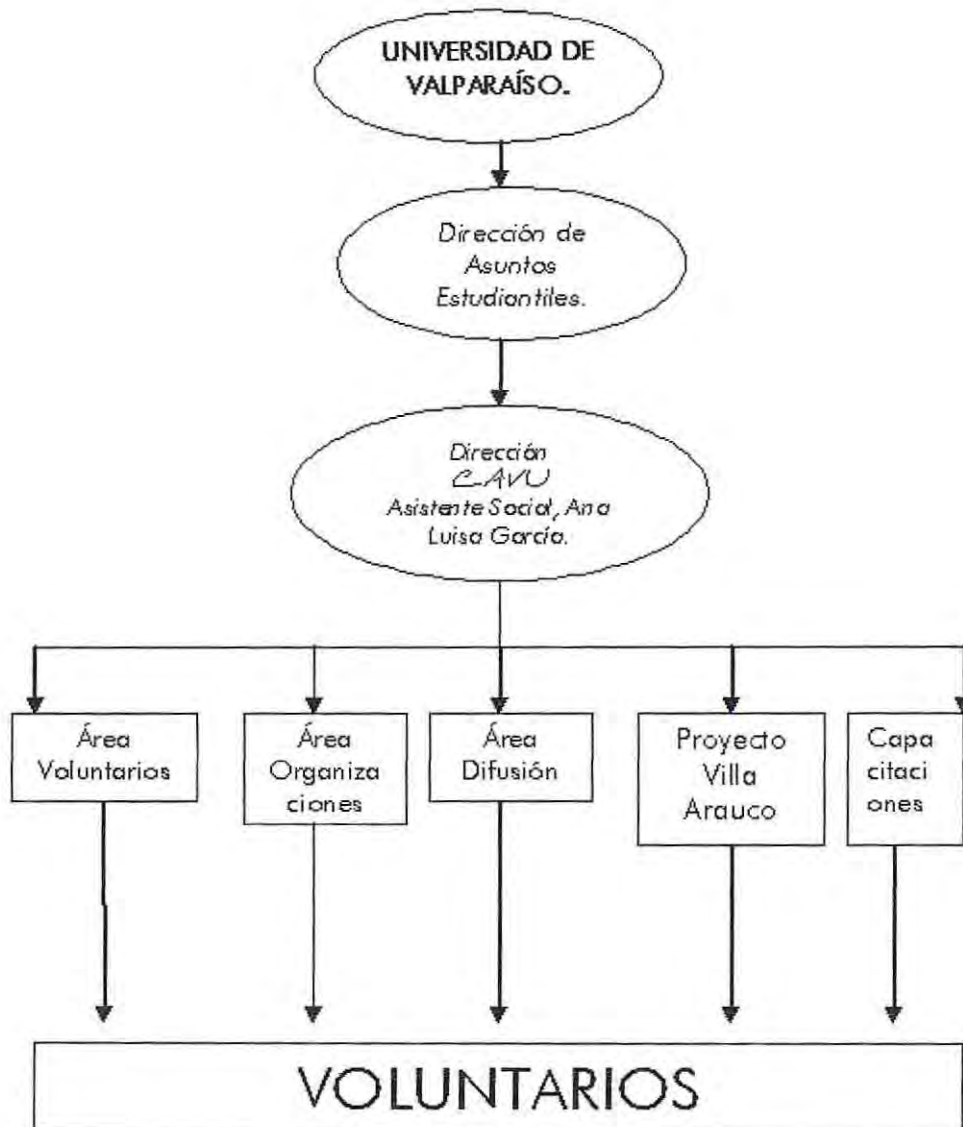 UNIVERSIDAD DE
VALPARAÍSO.
Dirección de
Asuntos
Estudiantiles.
Dirección
CAVU
Asistente Social, Ana
Luisa García.
Área
Voluntarios
Área
Organiza
ciones
Área
Difusión
Proyecto
Villa
Arauco
Capa
citaci
ones
VOLUNTARIOS